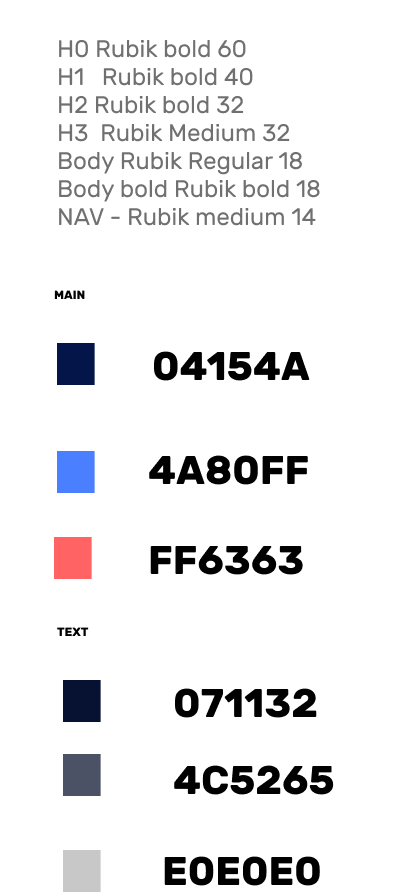 H0 Rubik bold 60
H1 Rubik bold 40
H2 Rubik bold 32
H3 Rubik Medium 32
Body Rubik Regular 18
Body bold Rubik bold 18
NAV - Rubik medium 14
MAIN
04154A
4A80FF
FF6363
TEXT
071132
4C5265
E0E0E0